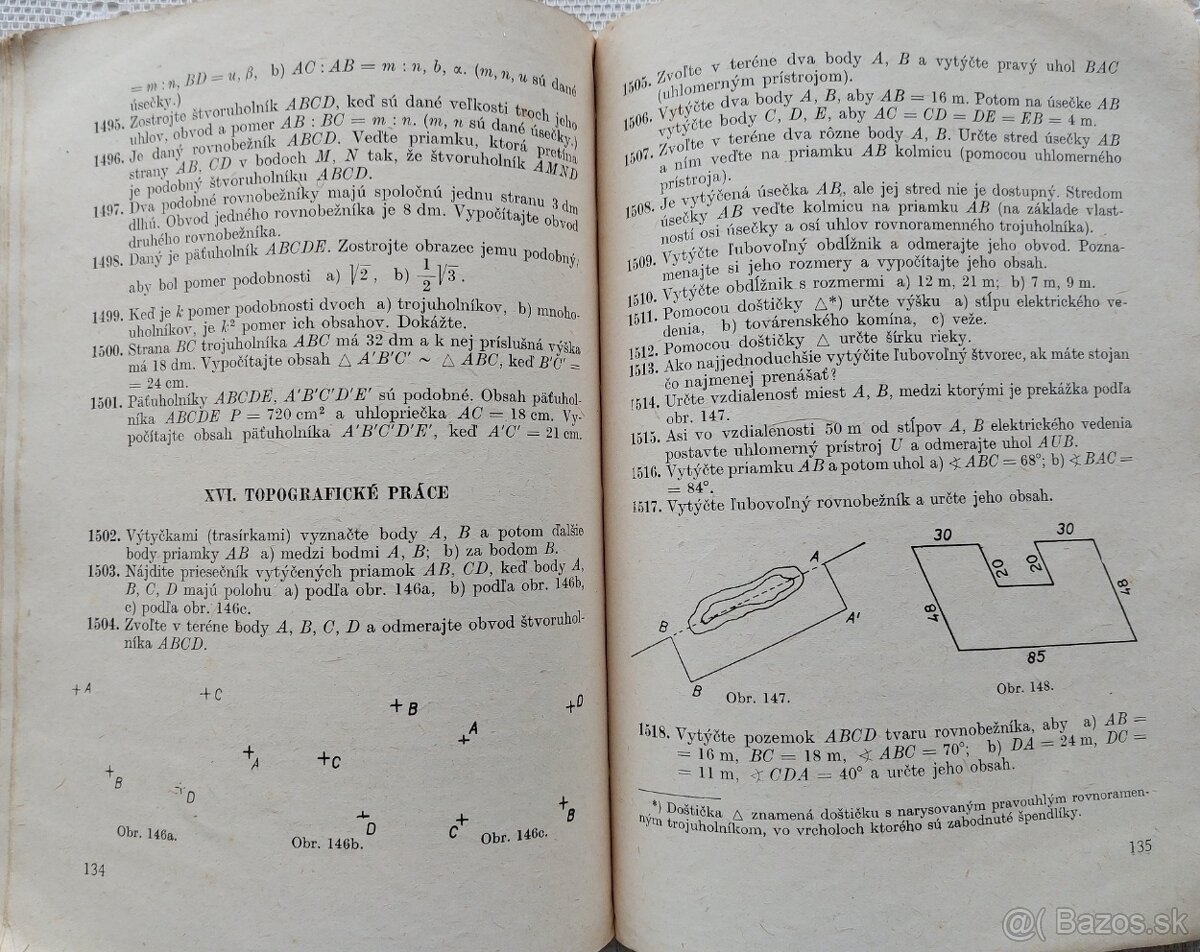 = m : n, BD = u, β, b) AC : AB = m : n, b, α. (m, n, u sú dané
úsečky.)
1495. Zostrojte štvoruholník ABCD, keď sú dané veľkosti troch jeho
uhlov, obvod a pomer AB : BC = m : n. (m, n sú dané úsečky.)
1496. Je daný rovnobežník ABCD. Veďte priamku, ktorá pretína
strany AB, CD v bodoch M, N tak, že štvoruholník AMND
je podobný štvoruholníku ABCD.
1497. Dva podobné rovnobežníky majú spoločnú jednu stranu 3 dm
dlhú. Obvod jedného rovnobežníka je 8 dm. Vypočítajte obvod
druhého rovnobežníka.
1498. Daný je päťuholník ABCDE. Zostrojte obrazec jemu podobný,
aby bol pomer podobnosti a) √2, b) 1/2 √3.
1499. Keď je k pomer podobnosti dvoch a) trojuholníkov, b) mnoho-
uholníkov, je k² pomer ich obsahov. Dokážte.
1500. Strana BC trojuholníka ABC má 32 dm a k nej príslušná výška
má 18 dm. Vypočítajte obsah △ A'B'C' ~ △ ABC, keď B'C' =
= 24 cm.
1501. Päťuholníky ABCDE, A'B'C'D'E' sú podobné. Obsah päťuhol-
níka ABCDE P = 720 cm² a uhlopriečka AC = 18 cm. Vy-
počítajte obsah päťuholníka A'B'C'D'E', keď A'C' = 21 cm.
XVI. TOPOGRAFICKÉ PRÁCE
1502. Výtyčkami (trasírkami) vyznačte body A, B a potom ďalšie
body priamky AB a) medzi bodmi A, B; b) za bodom B.
1503. Nájdite priesečník vytýčených priamok AB, CD, keď body A,
B, C, D majú polohu a) podľa obr. 146a, b) podľa obr. 146b,
c) podľa obr. 146c.
1504. Zvoľte v teréne body A, B, C, D a odmerajte obvod štvoruhol-
níka ABCD.
A
C
B
D
A
B
C
D
Obr. 146a.
Obr. 146b.
A
D
C
B
Obr. 146c.
134
1505. Zvoľte v teréne dva body A, B a vytýčte pravý uhol BAC
(uhlomerným prístrojom).
1506. Vytýčte dva body A, B, aby AB = 16 m. Potom na úsečke AB
vytýčte body C, D, E, aby AC = CD = DE = EB = 4 m.
1507. Zvoľte v teréne dva rôzne body A, B. Určte stred úsečky AB
a ním veďte na priamku AB kolmicu (pomocou uhlomerného
prístroja).
1508. Je vytýčená úsečka AB, ale jej stred nie je dostupný. Stredom
úsečky AB veďte kolmicu na priamku AB (na základe vlast-
ností osi úsečky a osí uhlov rovnoramenného trojuholníka).
1509. Vytýčte ľubovoľný obdĺžnik a odmerajte jeho obvod. Pozna-
menajte si jeho rozmery a vypočítajte jeho obsah.
1510. Vytýčte obdĺžnik s rozmermi a) 12 m, 21 m; b) 7 m, 9 m.
1511. Pomocou doštičky △*) určte výšku a) stĺpu elektrického ve-
denia, b) továrenského komína, c) veže.
1512. Pomocou doštičky △ určte šírku rieky.
1513. Ako najjednoduchšie vytýčite ľubovoľný štvorec, ak máte stojan
čo najmenej prenášať?
1514. Určte vzdialenosť miest A, B, medzi ktorými je prekážka podľa
obr. 147.
1515. Asi vo vzdialenosti 50 m od stĺpov A, B elektrického vedenia
postavte uhlomerný prístroj U a odmerajte uhol AUB.
1516. Vytýčte priamku AB a potom uhol a) ∢ ABC = 68°; b) ∢ BAC =
= 84°.
1517. Vytýčte ľubovoľný rovnobežník a určte jeho obsah.
A
B
A'
B
Obr. 147.
30
30
20
20
48
48
85
Obr. 148.
1518. Vytýčte pozemok ABCD tvaru rovnobežníka, aby a) AB =
= 16 m, BC = 18 m, ∢ ABC = 70°; b) DA = 24 m, DC =
= 11 m, ∢ CDA = 40° a určte jeho obsah.
*) Doštička △ znamená doštičku s narysovaným pravouhlým rovnoramen-
ným trojuholníkom, vo vrcholoch ktorého sú zabodnuté špendlíky.
135
@( Bazos.sk